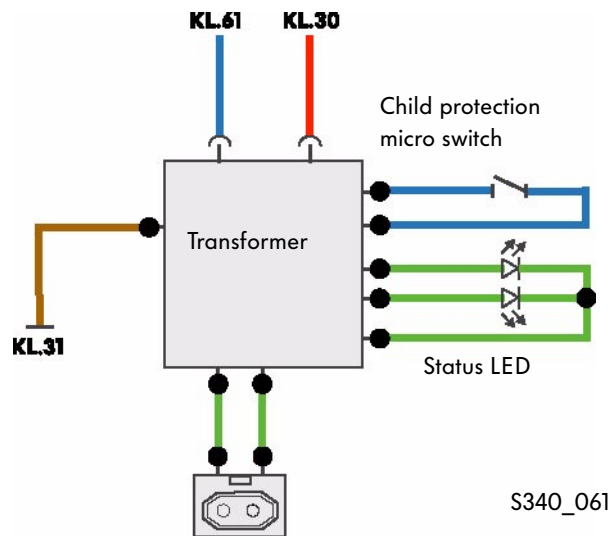 KL.61 KL.30
Child protection
micro switch
Transformer
KL.31
Status LED
S340_061